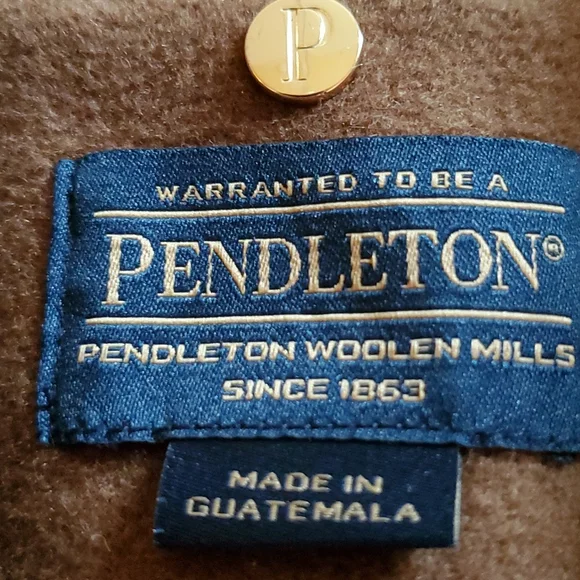 P
WARRANTED TO BE A
PENDLETON®
PENDLETON WOOLEN MILLS
SINCE 1863
MADE IN
GUATEMALA